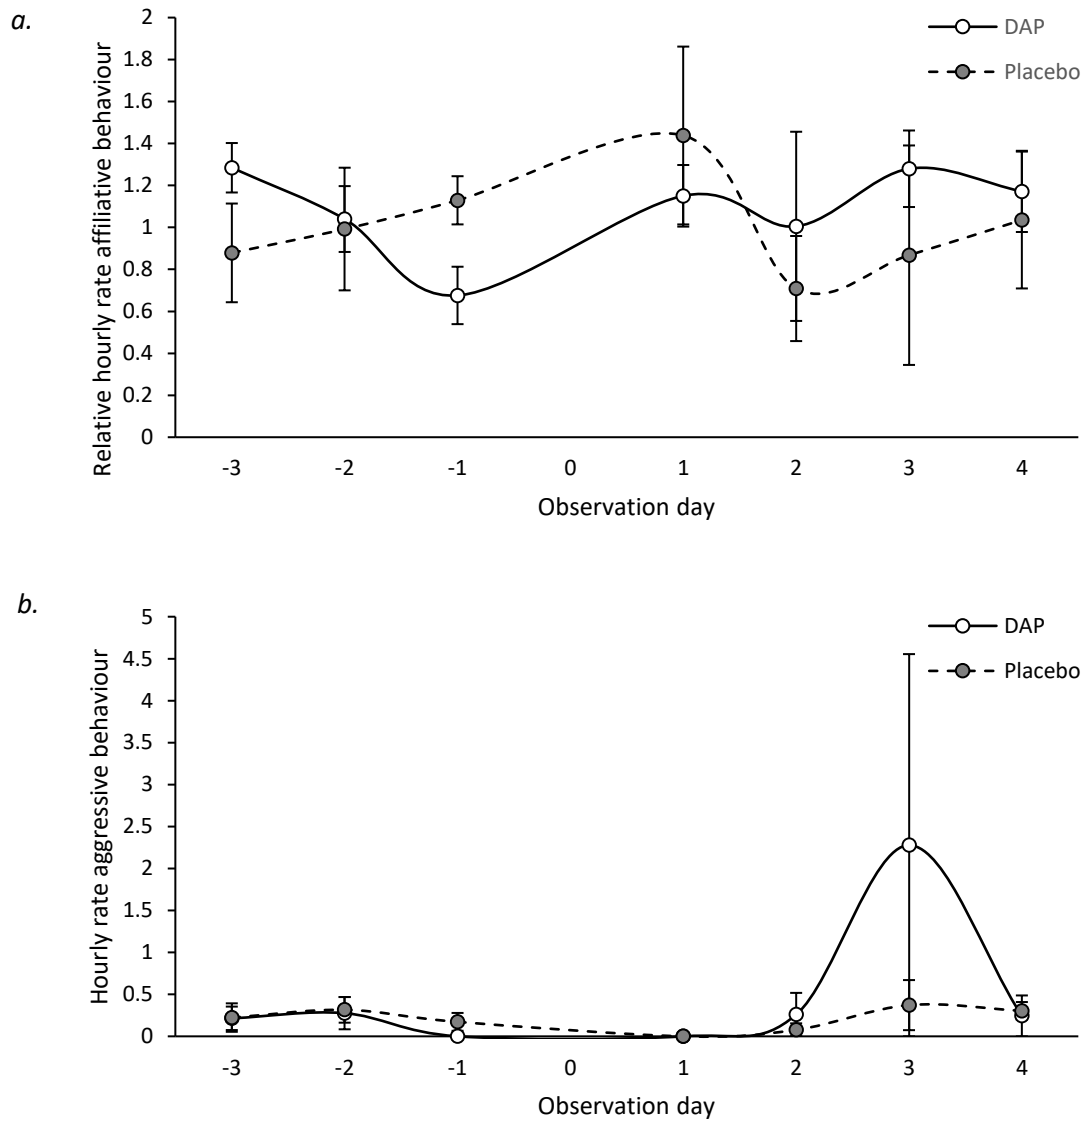 a.
Relative hourly rate affiliative behaviour
2
1.8
1.6
1.4
1.2
1
0.8
0.6
0.4
0.2
0
-3 -2 -1 0 1 2 3 4
Observation day
DAP
Placebo
b.
Hourly rate aggressive behaviour
5
4.5
4
3.5
3
2.5
2
1.5
1
0.5
0
-3 -2 -1 0 1 2 3 4
Observation day
DAP
Placebo